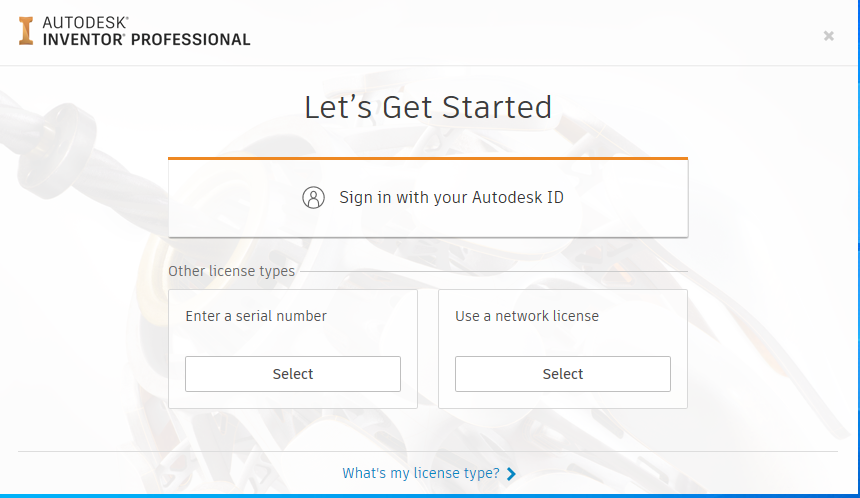 AUTODESK®
INVENTOR® PROFESSIONAL
Let's Get Started
Sign in with your Autodesk ID
Other license types
Enter a serial number
Select
Use a network license
Select
What's my license type?